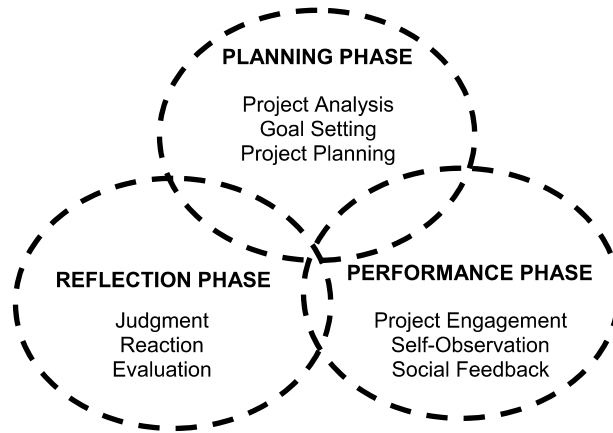 PLANNING PHASE
Project Analysis
Goal Setting
Project Planning
REFLECTION PHASE
Judgment
Reaction
Evaluation
PERFORMANCE PHASE
Project Engagement
Self-Observation
Social Feedback